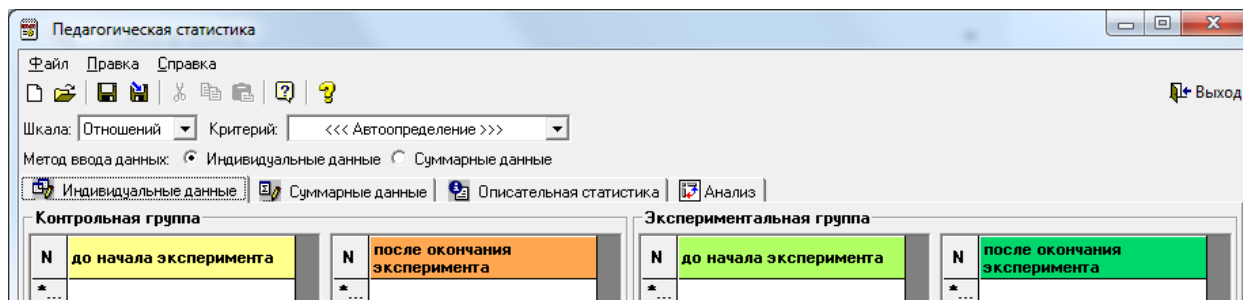 Педагогическая статистика
Файл Правка Справка
Выход
Шкала: Отношений Критерий: <<< Автоопределение >>>
Метод ввода данных: Индивидуальные данные Суммарные данные
Индивидуальные данные Суммарные данные Описательная статистика Анализ
Контрольная группа Экспериментальная группа
N до начала эксперимента N после окончания эксперимента N до начала эксперимента N после окончания эксперимента
*... *... *... *...